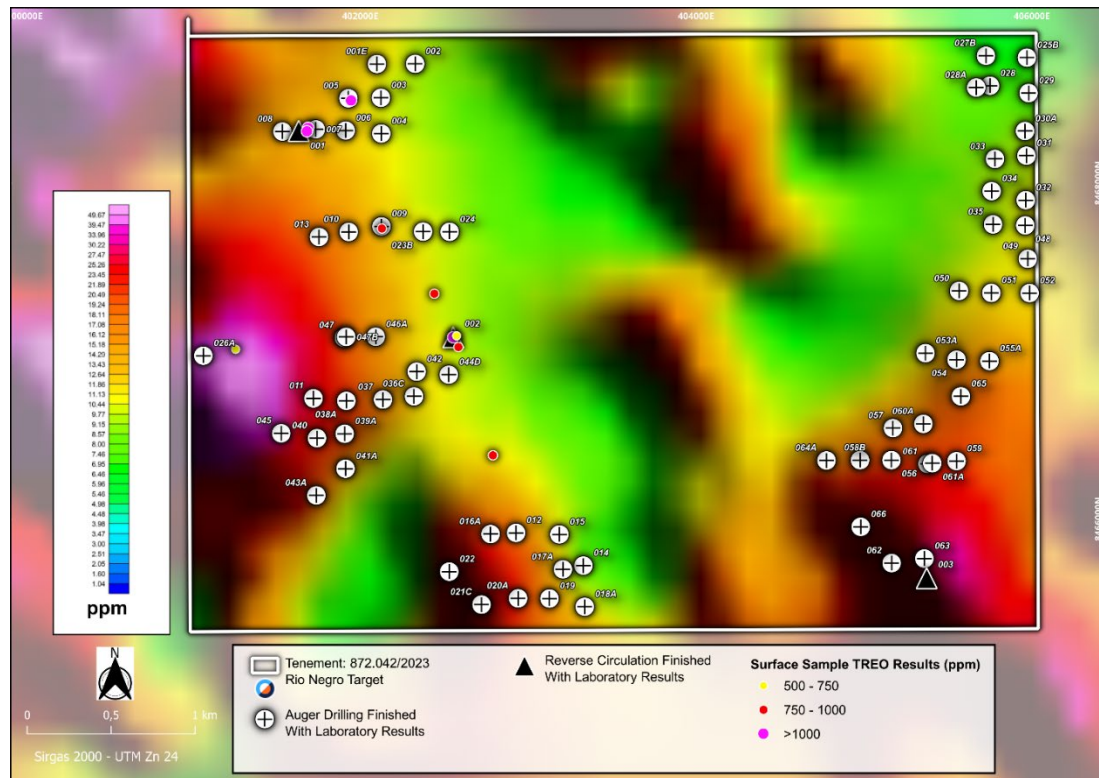 00000E
402000E
404000E
406000E
001E
002
027B
025B
005
003
028A
028
029
008
007
006
004
001
030A
031
033
034
032
013
010
009
023B
024
035
048
049
050
051
052
026A
047
047B
046A
002
042
044D
053A
054
055A
011
037
036C
038A
065
045
040
039A
057
060A
041A
064A
058B
061
056
061A
059
043A
016A
012
015
066
022
017A
014
062
063
003
021C
020A
019
018A
49.67
39.47
33.96
30.22
27.47
25.26
23.45
21.89
20.49
19.24
18.11
17.08
16.12
15.18
14.29
13.43
12.64
11.86
11.13
10.44
9.77
9.15
8.57
8.00
7.46
6.95
6.46
5.96
5.46
4.98
4.48
3.98
3.47
3.00
2.51
2.05
1.60
1.04
ppm
N
0
0,5
1 km
Sirgas 2000 - UTM Zn 24
Tenement: 872.042/2023
Rio Negro Target
Auger Drilling Finished
With Laboratory Results
Reverse Circulation Finished
With Laboratory Results
Surface Sample TREO Results (ppm)
500 - 750
750 - 1000
>1000